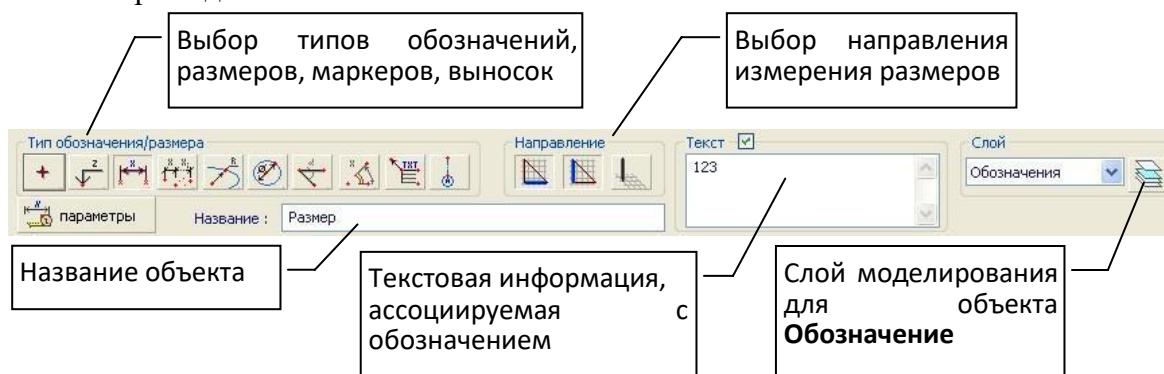 Выбор типов обозначений,
размеров, маркеров, выносок
Выбор направления
измерения размеров
Тип обозначения/размера
Направление
Текст
Слой
123
Обозначения
параметры
Название :
Размер
Название объекта
Текстовая информация,
ассоциируемая с
обозначением
Слой моделирования
для объекта
Обозначение